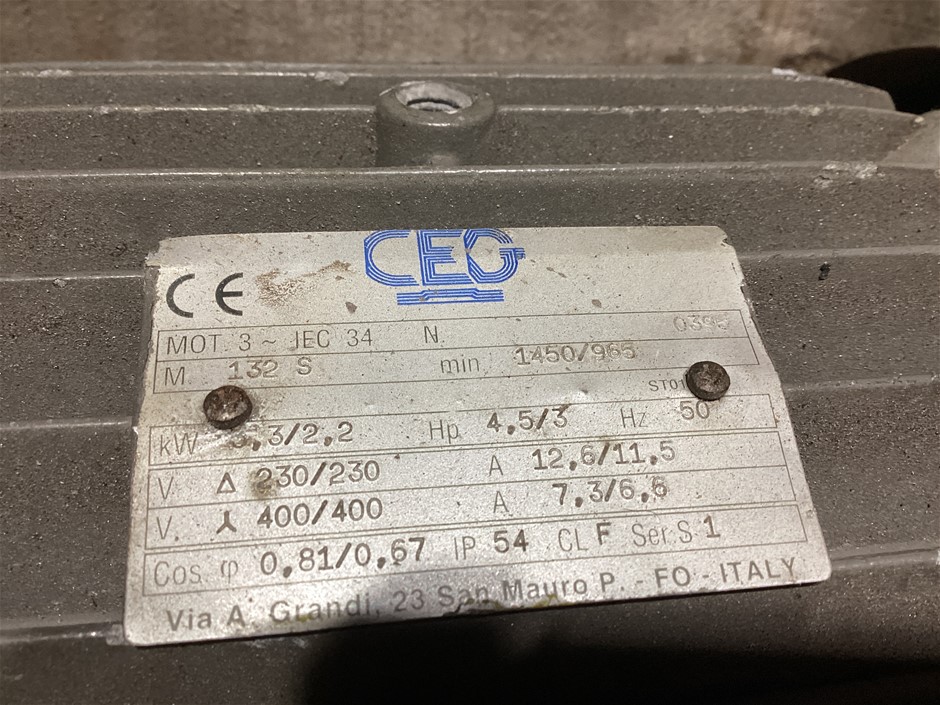 CEG
CE
MOT. 3 ~ IEC 34 N.
M. 132 S min 1450/965
kW 3,3/2,2 Hp 4,5/3 Hz 50
V. Δ 230/230 A 12,6/11,5
V. 400/400 A 7,3/6,6
Cos φ 0,81/0,67 IP 54 CL F Ser. S 1
Via A. Grandi, 23 San Mauro P. - FO - ITALY